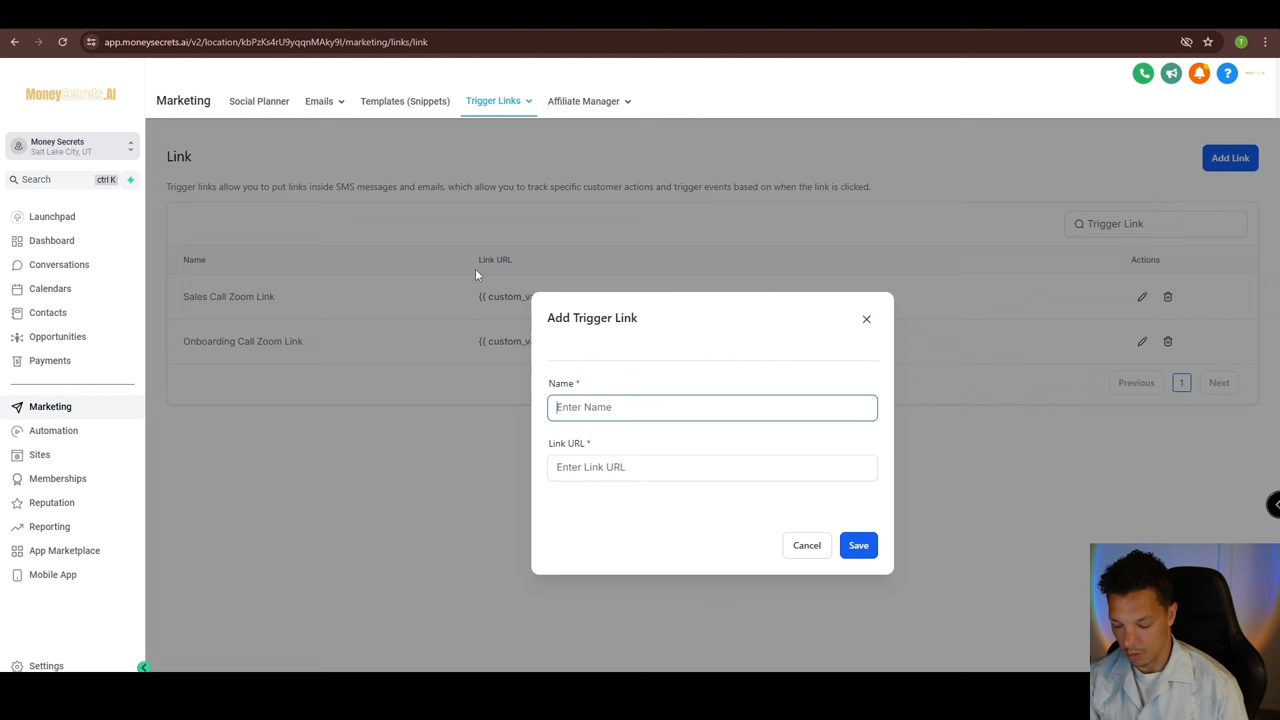 app.moneysecrets.ai/v2/location/kbPzKs4rU9yqqnMAky9l/marketing/links/link
T
MoneySecrets.AI
Marketing
Social Planner
Emails
Templates (Snippets)
Trigger Links
Affiliate Manager
Money Secrets
Salt Lake City, UT
Search
ctrl K
Launchpad
Dashboard
Conversations
Calendars
Contacts
Opportunities
Payments
Marketing
Automation
Sites
Memberships
Reputation
Reporting
App Marketplace
Mobile App
Settings
Link
Add Link
Trigger links allow you to put links inside SMS messages and emails, which allow you to track specific customer actions and trigger events based on when the link is clicked.
Trigger Link
Name
Link URL
Actions
Sales Call Zoom Link
{{ custom_va
Onboarding Call Zoom Link
{{ custom_va
Previous
1
Next
Add Trigger Link
Name *
Enter Name
Link URL *
Enter Link URL
Cancel
Save